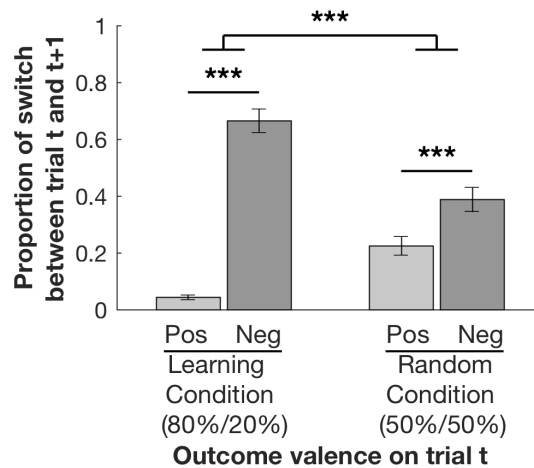 Proportion of switch
between trial t and t+1
1
0.8
0.6
0.4
0.2
0
***
***
***
Pos Neg
Learning
Condition
(80%/20%)
Pos Neg
Random
Condition
(50%/50%)
Outcome valence on trial t